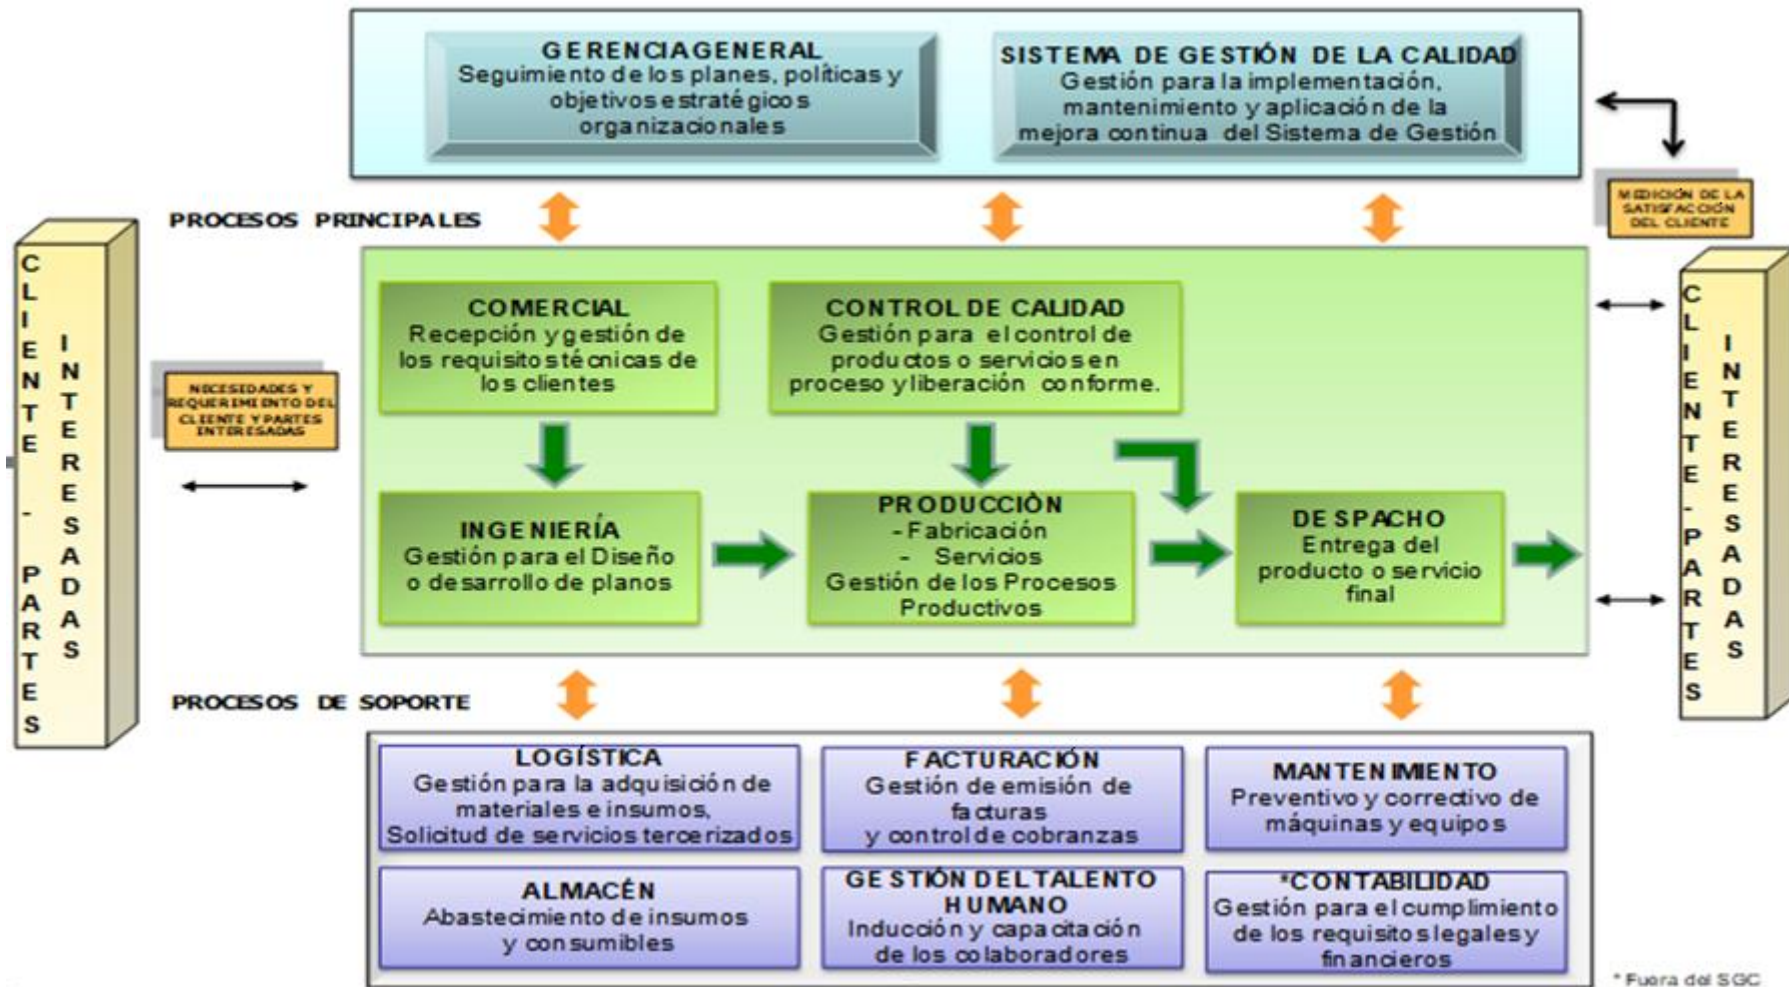 GERENCIA GENERAL
Seguimiento de los planes, políticas y
objetivos estratégicos
organizacionales
SISTEMA DE GESTIÓN DE LA CALIDAD
Gestión para la implementación,
mantenimiento y aplicación de la
mejora continua del Sistema de Gestión
MEDICIÓN DE LA
SATISFACCIÓN
DEL CLIENTE
PROCESOS PRINCIPALES
CLIENTE - PARTES
INTERESADAS
NECESIDADES Y
REQUERIMIENTO DEL
CLIENTE Y PARTES
INTERESADAS
COMERCIAL
Recepción y gestión de
los requisitos técnicas de
los clientes
CONTROL DE CALIDAD
Gestión para el control de
productos o servicios en
proceso y liberación conforme.
INGENIERÍA
Gestión para el Diseño
o desarrollo de planos
PRODUCCIÒN
- Fabricación
- Servicios
Gestión de los Procesos
Productivos
DESPACHO
Entrega del
producto o servicio
final
CLIENTE - PARTES
INTERESADAS
PROCESOS DE SOPORTE
LOGÍSTICA
Gestión para la adquisición de
materiales e insumos,
Solicitud de servicios tercerizados
FACTURACIÓN
Gestión de emisión de
facturas
y control de cobranzas
MANTENIMIENTO
Preventivo y correctivo de
máquinas y equipos
ALMACÉN
Abastecimiento de insumos
y consumibles
GESTIÓN DEL TALENTO
HUMANO
Inducción y capacitación
de los colaboradores
*CONTABILIDAD
Gestión para el cumplimiento
de los requisitos legales y
financieros
* Fuera del SGC